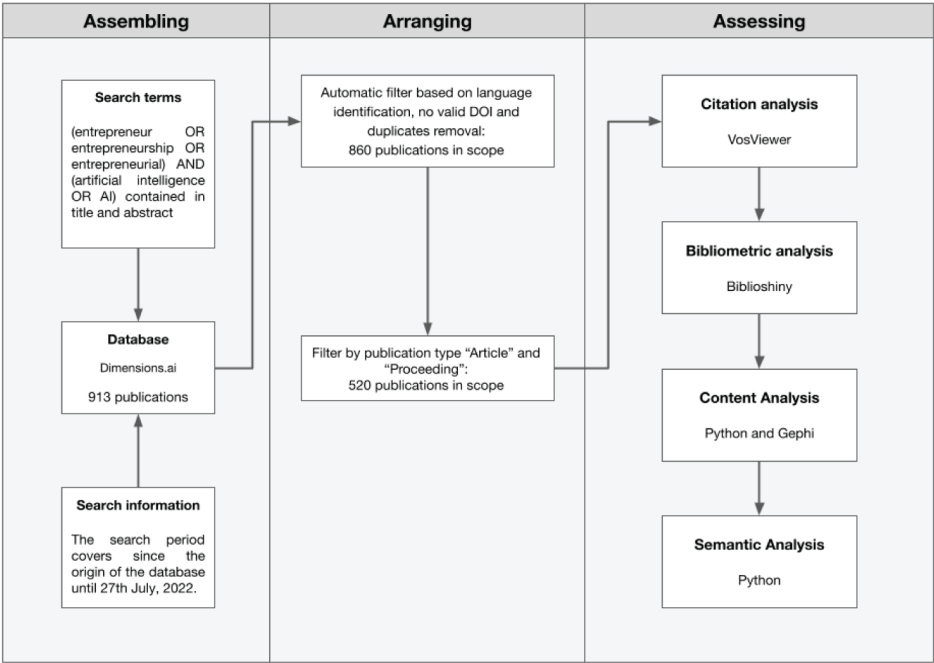 Assembling
Arranging
Assessing
Search terms
(entrepreneur OR
entrepreneurship OR
entrepreneurial) AND
(artificial intelligence
OR AI) contained in
title and abstract
Database
Dimensions.ai
913 publications
Search information
The search period
covers since the
origin of the database
until 27th July, 2022.
Automatic filter based on language
identification, no valid DOI and
duplicates removal:
860 publications in scope
Filter by publication type “Article” and
“Proceeding”:
520 publications in scope
Citation analysis
VosViewer
Bibliometric analysis
Biblioshiny
Content Analysis
Python and Gephi
Semantic Analysis
Python